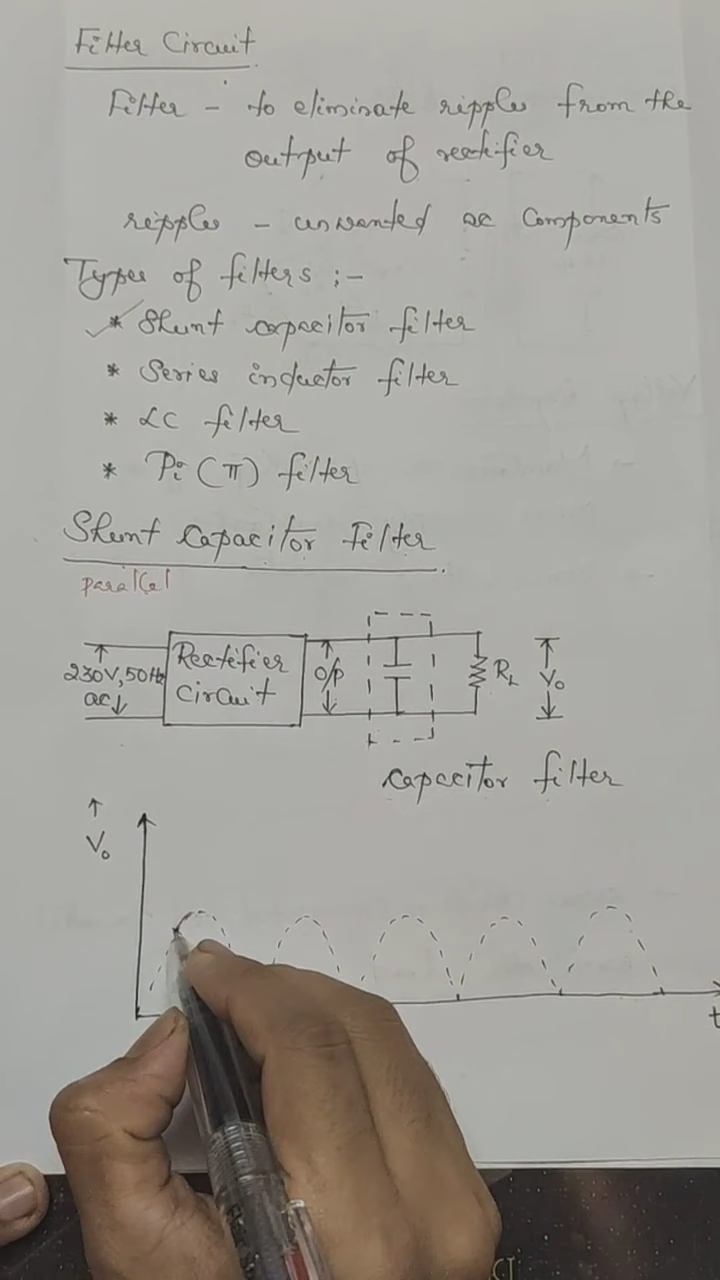 Filter Circuit
Filter - to eliminate ripples from the
output of rectifier
ripples - unwanted ac components
Types of filters :-
* Shunt capacitor filter
* Series inductor filter
* LC filter
* Pi (π) filter
Shunt Capacitor Filter
parallel
230V, 50Hz
ac
Rectifier
Circuit
o/p
RL
Vo
Capacitor filter
Vo
t